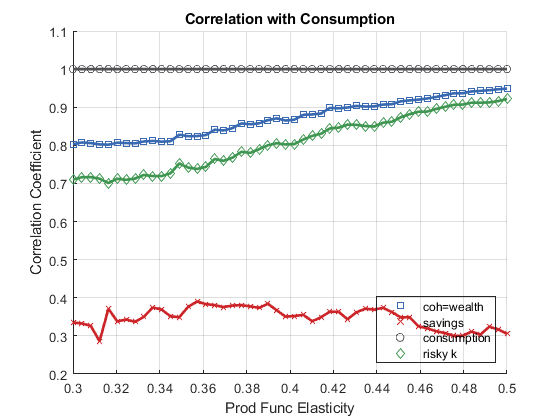 Correlation with Consumption
Correlation Coefficient
1.1
1
0.9
0.8
0.7
0.6
0.5
0.4
0.3
0.2
coh=wealth
savings
consumption
risky k
0.3 0.32 0.34 0.36 0.38 0.4 0.42 0.44 0.46 0.48 0.5
Prod Func Elasticity